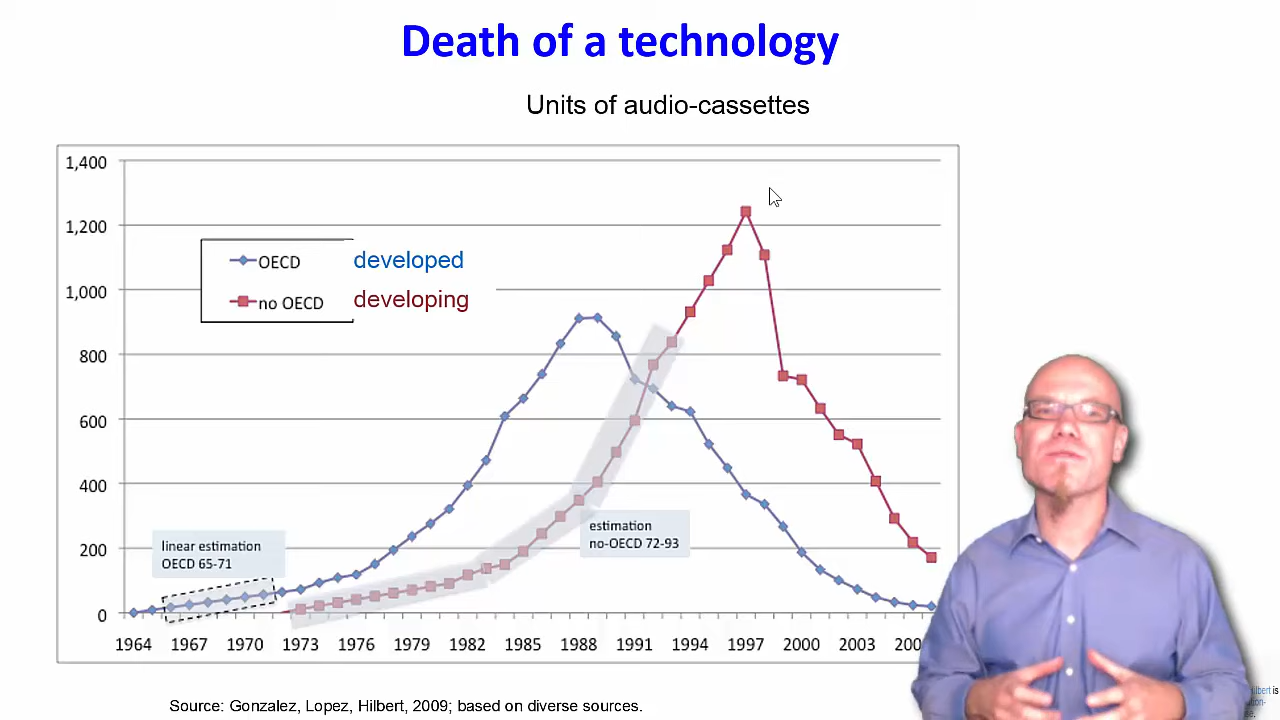 Death of a technology
Units of audio-cassettes
1,400
1,200
1,000
800
600
400
200
0
OECD developed
no OECD developing
linear estimation
OECD 65-71
estimation
no-OECD 72-93
1964 1967 1970 1973 1976 1979 1982 1985 1988 1991 1994 1997 2000 2003
Source: Gonzalez, Lopez, Hilbert, 2009; based on diverse sources.
is